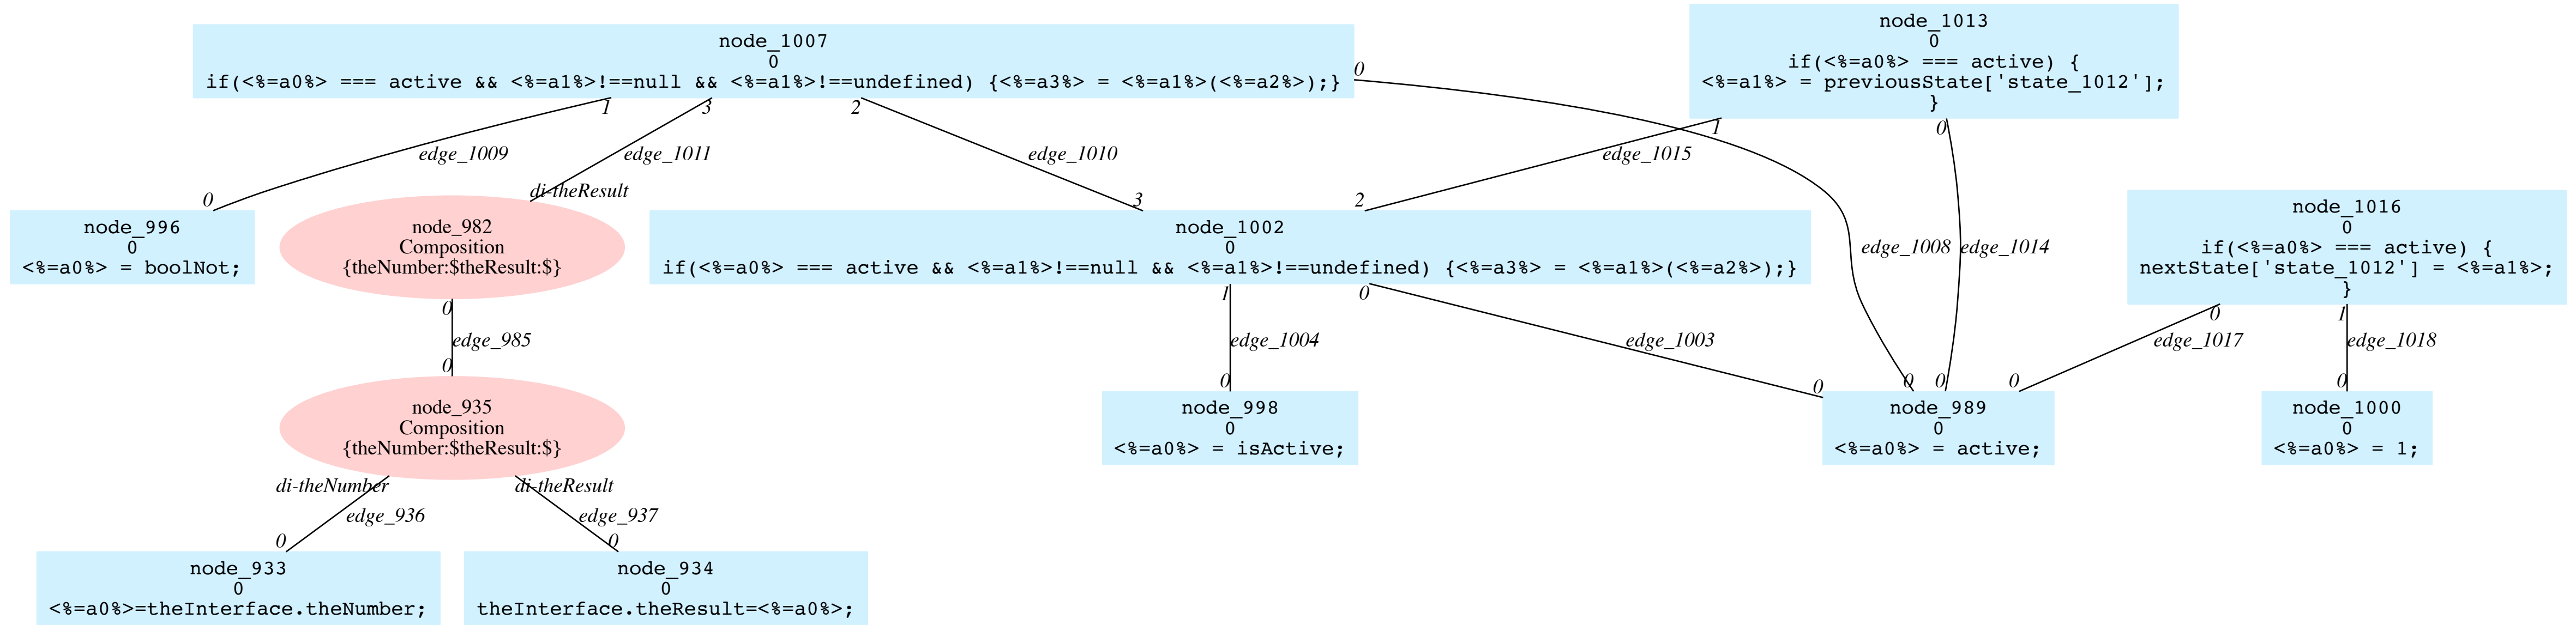 node_1007
0
if(<%=a0%> === active && <%=a1%>!==null && <%=a1%>!==undefined) {<%=a3%> = <%=a1%>(<%=a2%>);}
node_1013
0
if(<%=a0%> === active) {
<%=a1%> = previousState['state_1012'];
}
0
1
3
2
1
0
edge_1009
edge_1011
edge_1010
edge_1015
0
di-theResult
3
2
node_996
0
<%=a0%> = boolNot;
node_982
Composition
{theNumber:$theResult:$}
node_1002
0
if(<%=a0%> === active && <%=a1%>!==null && <%=a1%>!==undefined) {<%=a3%> = <%=a1%>(<%=a2%>);}
edge_1008
edge_1014
node_1016
0
if(<%=a0%> === active) {
nextState['state_1012'] = <%=a1%>;
}
0
1
0
0
1
edge_985
edge_1004
edge_1003
edge_1017
edge_1018
0
0
0
0
0
0
0
node_935
Composition
{theNumber:$theResult:$}
node_998
0
<%=a0%> = isActive;
node_989
0
<%=a0%> = active;
node_1000
0
<%=a0%> = 1;
di-theNumber
di-theResult
edge_936
edge_937
0
0
node_933
0
<%=a0%>=theInterface.theNumber;
node_934
0
theInterface.theResult=<%=a0%>;